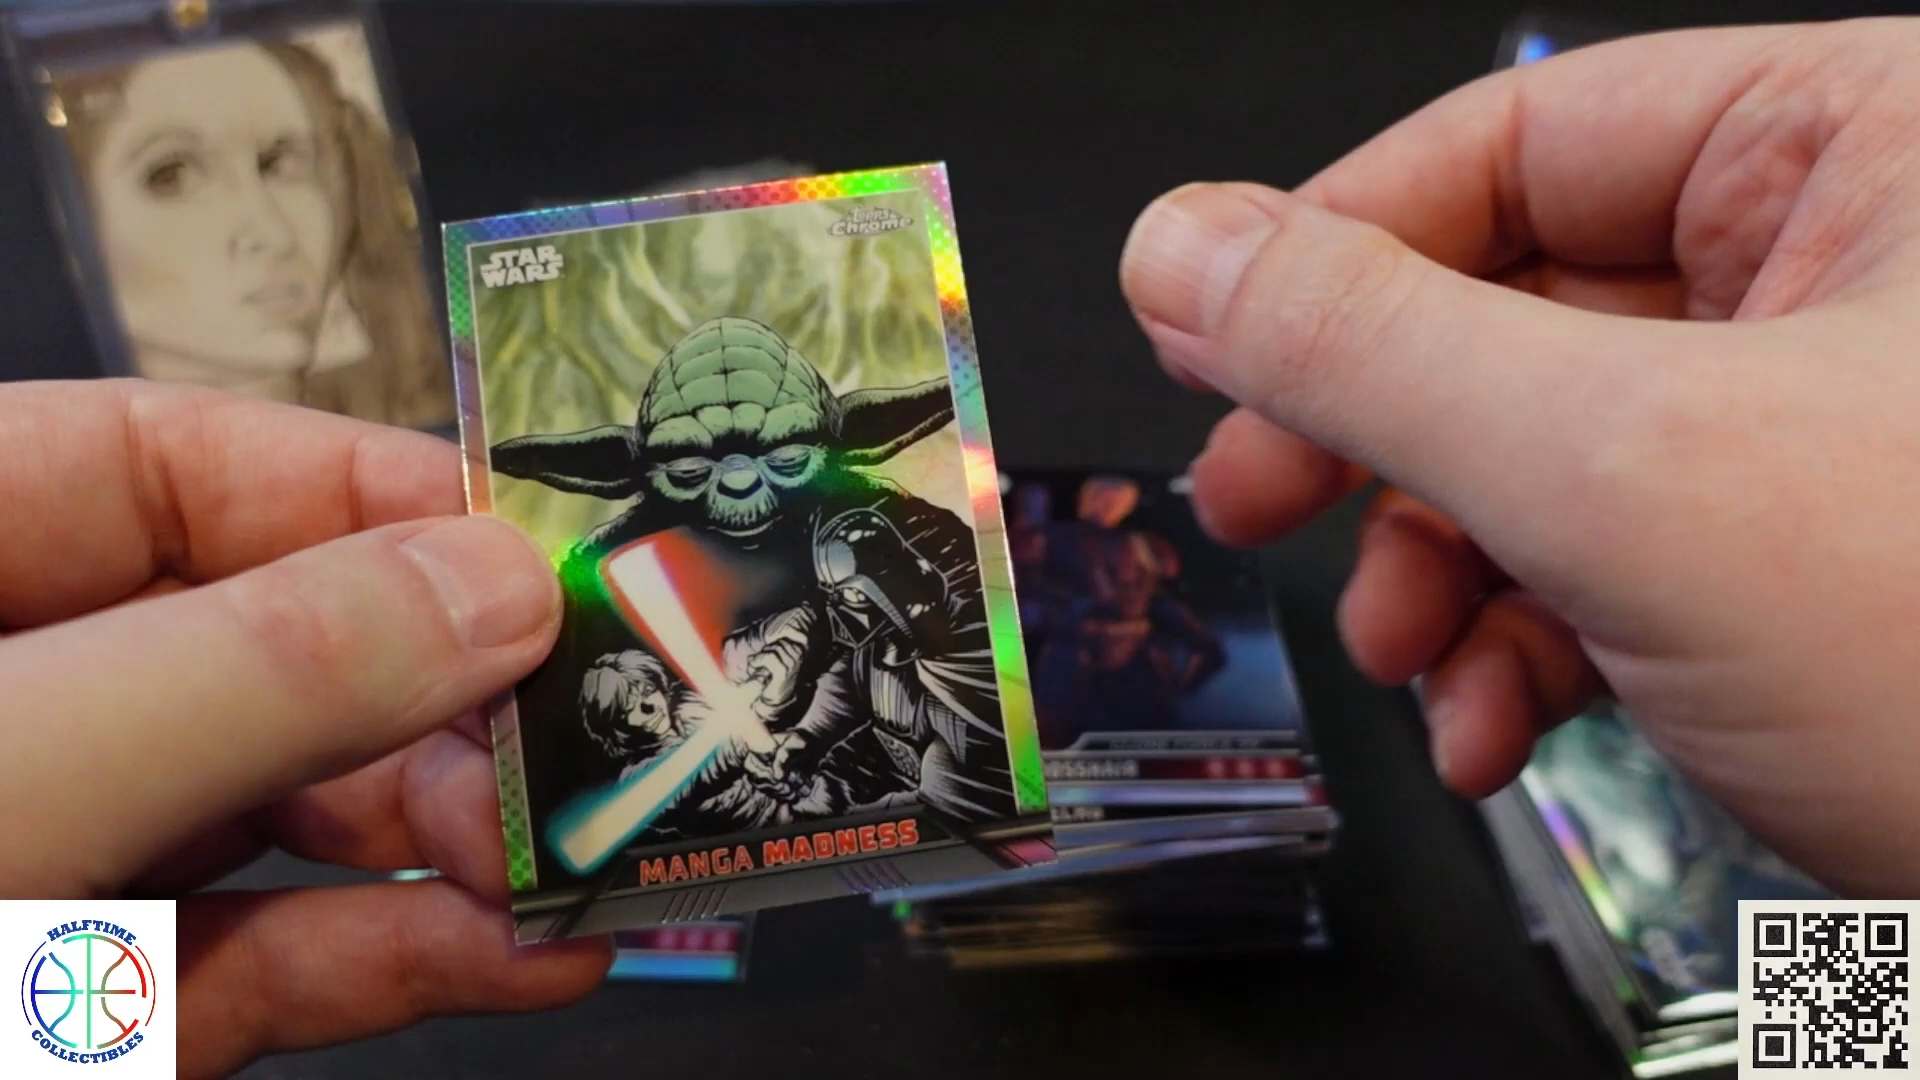 STAR
WARS
Topps
Chrome
MANGA MADNESS
HALFTIME
COLLECTIBLES